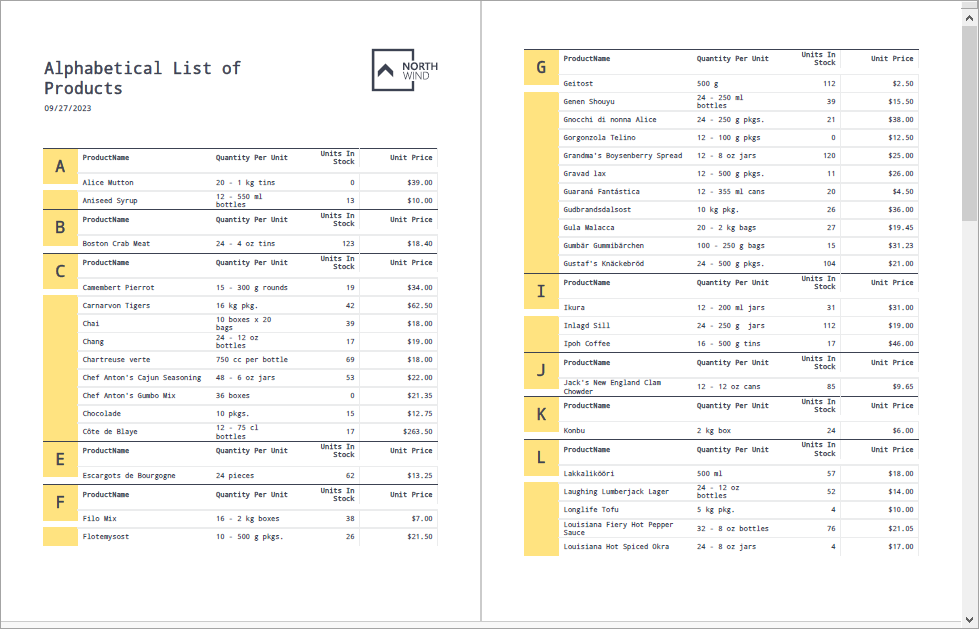 Alphabetical List of
Products
09/27/2023
NORTH
WIND
A ProductName Quantity Per Unit Units In Stock Unit Price
Alice Mutton 20 - 1 kg tins 0 $39.00
Aniseed Syrup 12 - 550 ml bottles 13 $10.00
B ProductName Quantity Per Unit Units In Stock Unit Price
Boston Crab Meat 24 - 4 oz tins 123 $18.40
C ProductName Quantity Per Unit Units In Stock Unit Price
Camembert Pierrot 15 - 300 g rounds 19 $34.00
Carnarvon Tigers 16 kg pkg. 42 $62.50
Chai 10 boxes x 20 bags 39 $18.00
Chang 24 - 12 oz bottles 17 $19.00
Chartreuse verte 750 cc per bottle 69 $18.00
Chef Anton's Cajun Seasoning 48 - 6 oz jars 53 $22.00
Chef Anton's Gumbo Mix 36 boxes 0 $21.35
Chocolade 10 pkgs. 15 $12.75
Côte de Blaye 12 - 75 cl bottles 17 $263.50
E ProductName Quantity Per Unit Units In Stock Unit Price
Escargots de Bourgogne 24 pieces 62 $13.25
F ProductName Quantity Per Unit Units In Stock Unit Price
Filo Mix 16 - 2 kg boxes 38 $7.00
Flotemysost 10 - 500 g pkgs. 26 $21.50
G ProductName Quantity Per Unit Units In Stock Unit Price
Geitost 500 g 112 $2.50
Genen Shouyu 24 - 250 ml bottles 39 $15.50
Gnocchi di nonna Alice 24 - 250 g pkgs. 21 $38.00
Gorgonzola Telino 12 - 100 g pkgs 0 $12.50
Grandma's Boysenberry Spread 12 - 8 oz jars 120 $25.00
Gravad lax 12 - 500 g pkgs. 11 $26.00
Guaraná Fantástica 12 - 355 ml cans 20 $4.50
Gudbrandsdalsost 10 kg pkg. 26 $36.00
Gula Malacca 20 - 2 kg bags 27 $19.45
Gumbär Gummibärchen 100 - 250 g bags 15 $31.23
Gustaf's Knäckebröd 24 - 500 g pkgs. 104 $21.00
I ProductName Quantity Per Unit Units In Stock Unit Price
Ikura 12 - 200 ml jars 31 $31.00
Inlagd Sill 24 - 250 g  jars 112 $19.00
Ipoh Coffee 16 - 500 g tins 17 $46.00
J ProductName Quantity Per Unit Units In Stock Unit Price
Jack's New England Clam Chowder 12 - 12 oz cans 85 $9.65
K ProductName Quantity Per Unit Units In Stock Unit Price
Konbu 2 kg box 24 $6.00
L ProductName Quantity Per Unit Units In Stock Unit Price
Lakkalikööri 500 ml 57 $18.00
Laughing Lumberjack Lager 24 - 12 oz bottles 52 $14.00
Longlife Tofu 5 kg pkg. 4 $10.00
Louisiana Fiery Hot Pepper Sauce 32 - 8 oz bottles 76 $21.05
Louisiana Hot Spiced Okra 24 - 8 oz jars 4 $17.00